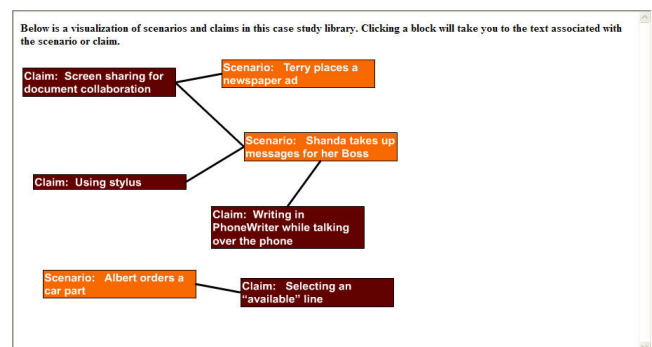 Below is a visualization of scenarios and claims in this case study library. Clicking a block will take you to the text associated with
the scenario or claim.
Scenario: Terry places a
newspaper ad
Claim: Screen sharing for
document collaboration
Scenario: Shanda takes up
messages for her Boss
Claim: Using stylus
Claim: Writing in
PhoneWriter while talking
over the phone
Scenario: Albert orders a
car part
Claim: Selecting an
“available” line